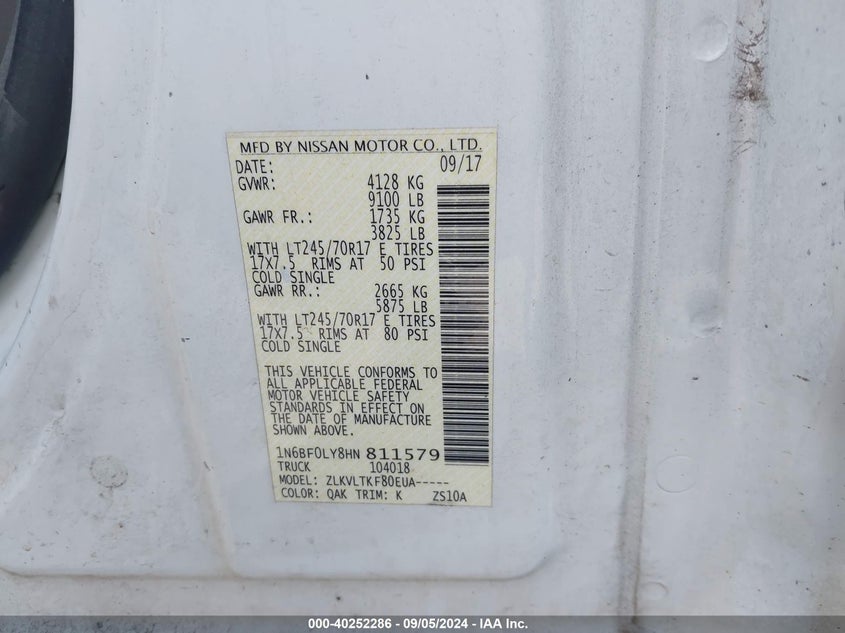 MFD BY NISSAN MOTOR CO., LTD.
DATE: 09/17
GVWR: 4128 KG
9100 LB
GAWR FR.: 1735 KG
3825 LB
WITH LT245/70R17 E TIRES
17X7.5 RIMS AT 50 PSI
COLD SINGLE
GAWR RR.: 2665 KG
5875 LB
WITH LT245/70R17 E TIRES
17X7.5 RIMS AT 80 PSI
COLD SINGLE
THIS VEHICLE CONFORMS TO
ALL APPLICABLE FEDERAL
MOTOR VEHICLE SAFETY
STANDARDS IN EFFECT ON
THE DATE OF MANUFACTURE
SHOWN ABOVE.
1N6BF0LY8HN 811579
TRUCK 104018
MODEL: ZLKVLTKF80EUA-----
COLOR: QAK TRIM: K ZS10A
000-40252286 - 09/05/2024 - IAA Inc.